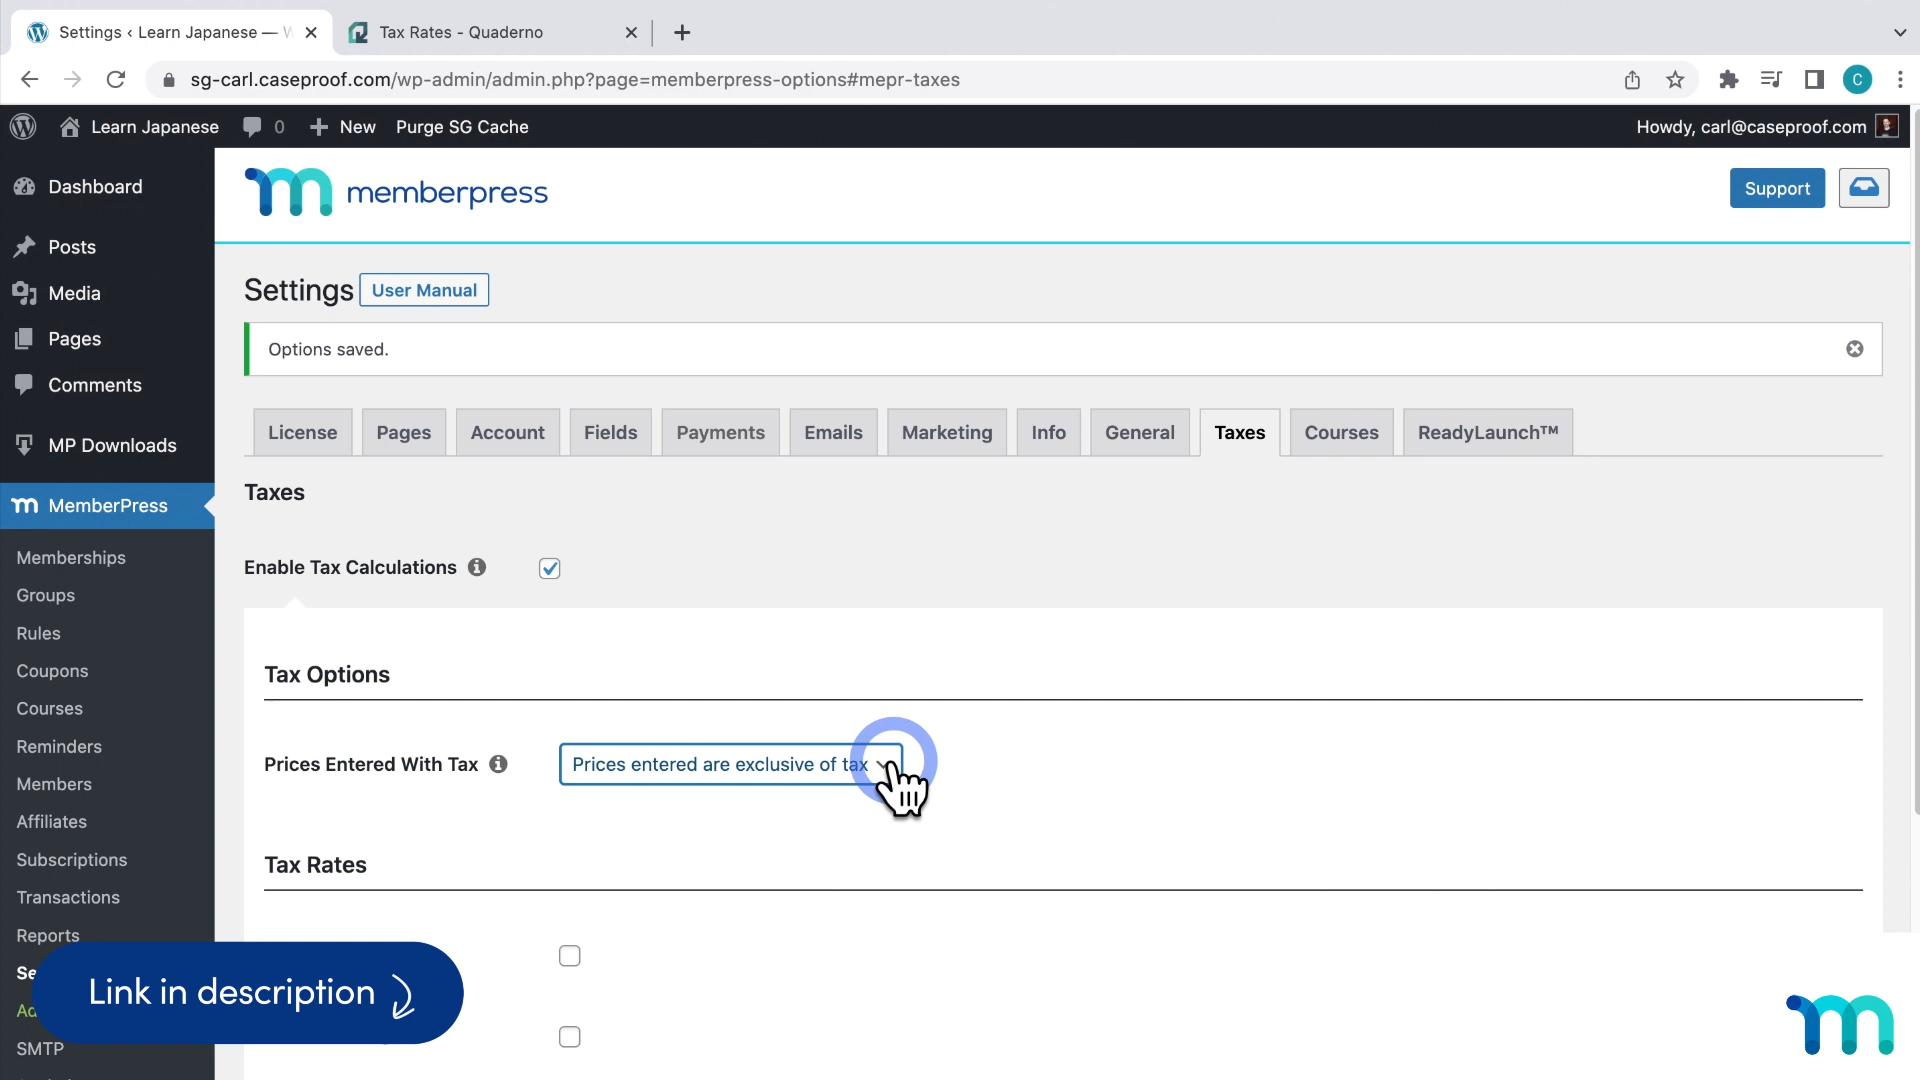 Settings ‹ Learn Japanese — W
Tax Rates - Quaderno
sg-carl.caseproof.com/wp-admin/admin.php?page=memberpress-options#mepr-taxes
C
Learn Japanese
0
New
Purge SG Cache
Howdy, carl@caseproof.com
Dashboard
Posts
Media
Pages
Comments
MP Downloads
MemberPress
Memberships
Groups
Rules
Coupons
Courses
Reminders
Members
Affiliates
Subscriptions
Transactions
Reports
Se
Ad
SMTP
memberpress
Support
Settings
User Manual
Options saved.
License
Pages
Account
Fields
Payments
Emails
Marketing
Info
General
Taxes
Courses
ReadyLaunch™
Taxes
Enable Tax Calculations
Tax Options
Prices Entered With Tax
Prices entered are exclusive of tax
Tax Rates
Link in description